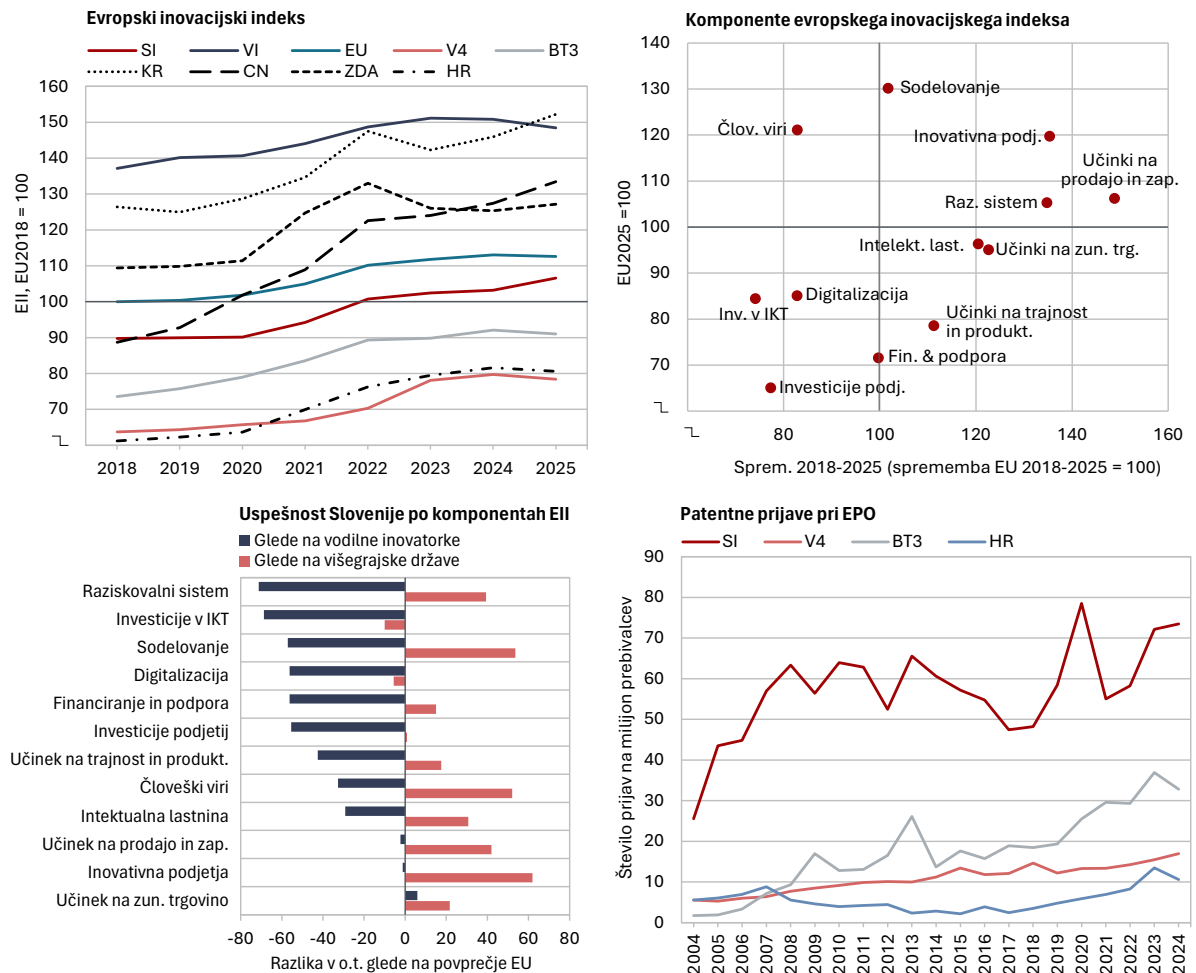 Evropski inovacijski indeks
SI
VI
EU
V4
BT3
KR
CN
ZDA
HR
EII, EU2018 = 100
160
150
140
130
120
110
100
90
80
70
2018
2019
2020
2021
2022
2023
2024
2025
Komponente evropskega inovacijskega indeksa
EU2025 =100
140
130
120
110
100
90
80
70
Sodelovanje
Člov. viri
Inovativna podj.
Učinki na
prodajo in zap.
Raz. sistem
Intelekt. last.
Učinki na zun. trg.
Digitalizacija
Inv. v IKT
Učinki na trajnost
in produkt.
Fin. & podpora
Investicije podj.
80
100
120
140
160
Sprem. 2018-2025 (sprememba EU 2018-2025 = 100)
Uspešnost Slovenije po komponentah EII
Glede na vodilne inovatorke
Glede na višegrajske države
Raziskovalni sistem
Investicije v IKT
Sodelovanje
Digitalizacija
Financiranje in podpora
Investicije podjetij
Učinek na trajnost in produkt.
Človeški viri
Intektualna lastnina
Učinek na prodajo in zap.
Inovativna podjetja
Učinek na zun. trgovino
-80
-60
-40
-20
0
20
40
60
80
Razlika v o.t. glede na povprečje EU
Patentne prijave pri EPO
SI
V4
BT3
HR
Število prijav na milijon prebivalcev
90
80
70
60
50
40
30
20
10
0
2004
2005
2006
2007
2008
2009
2010
2011
2012
2013
2014
2015
2016
2017
2018
2019
2020
2021
2022
2023
2024